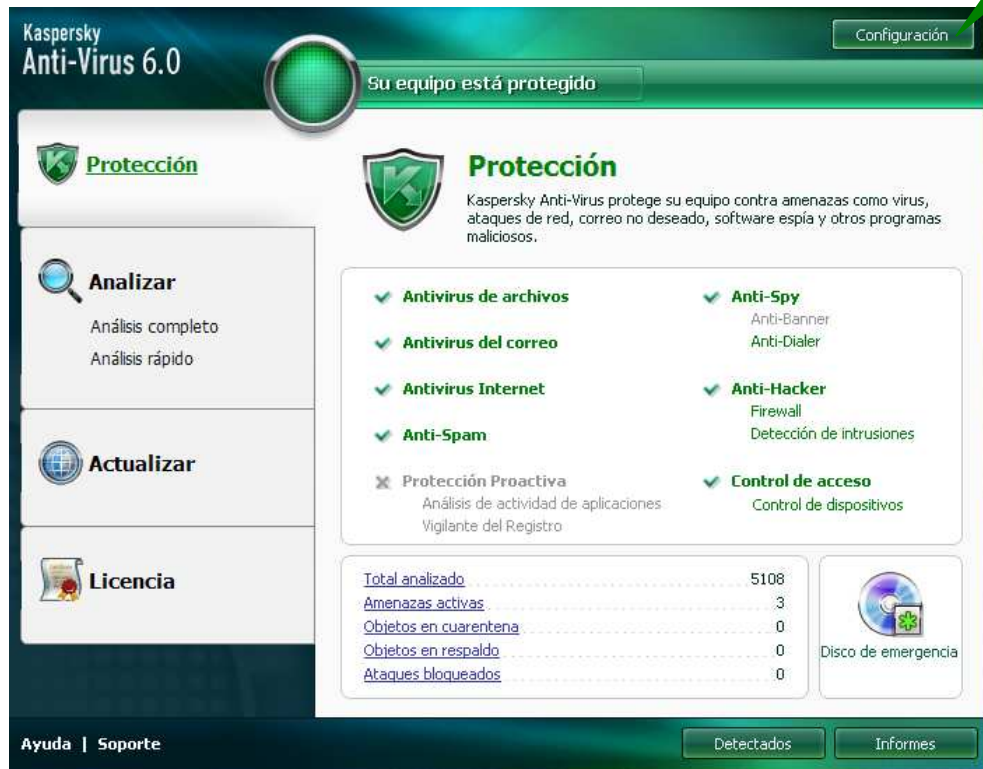 Kaspersky
Anti-Virus 6.0
Configuración
Su equipo está protegido
Protección
Analizar
Análisis completo
Análisis rápido
Actualizar
Licencia
Protección
Kaspersky Anti-Virus protege su equipo contra amenazas como virus,
ataques de red, correo no deseado, software espía y otros programas
maliciosos.
Antivirus de archivos
Antivirus del correo
Antivirus Internet
Anti-Spam
Protección Proactiva
Análisis de actividad de aplicaciones
Vigilante del Registro
Anti-Spy
Anti-Banner
Anti-Dialer
Anti-Hacker
Firewall
Detección de intrusiones
Control de acceso
Control de dispositivos
Total analizado 5108
Amenazas activas 3
Objetos en cuarentena 0
Objetos en respaldo 0
Ataques bloqueados 0
Disco de emergencia
Ayuda | Soporte
Detectados
Informes